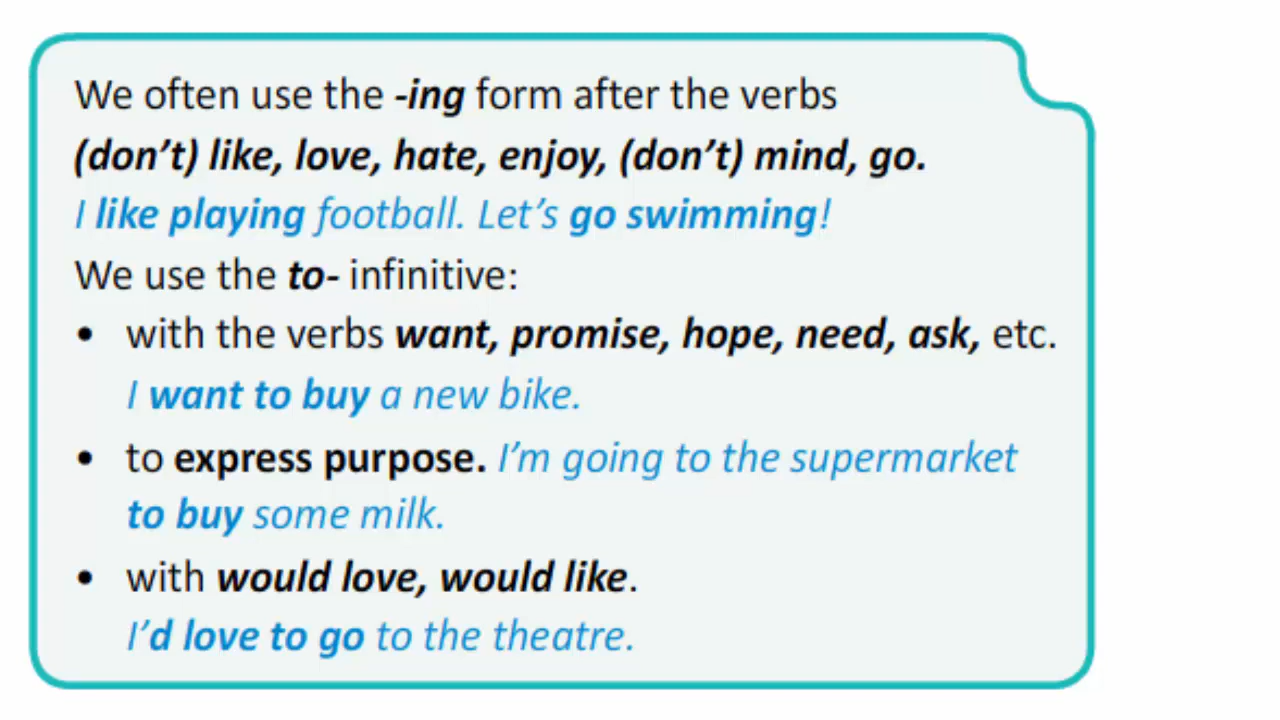 We often use the -ing form after the verbs
(don’t) like, love, hate, enjoy, (don’t) mind, go.
I like playing football. Let’s go swimming!
We use the to- infinitive:
• with the verbs want, promise, hope, need, ask, etc.
I want to buy a new bike.
• to express purpose. I’m going to the supermarket
to buy some milk.
• with would love, would like.
I’d love to go to the theatre.